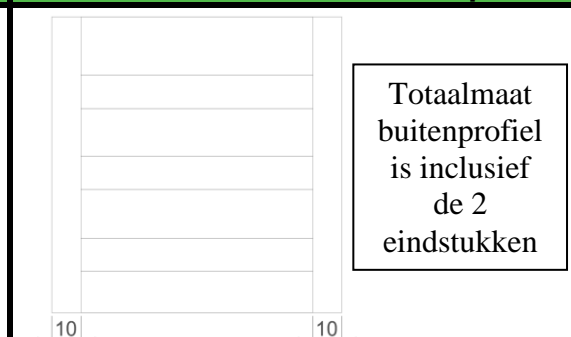 Totaalmaat
buitenprofiel
is inclusief
de 2
eindstukken
10 10